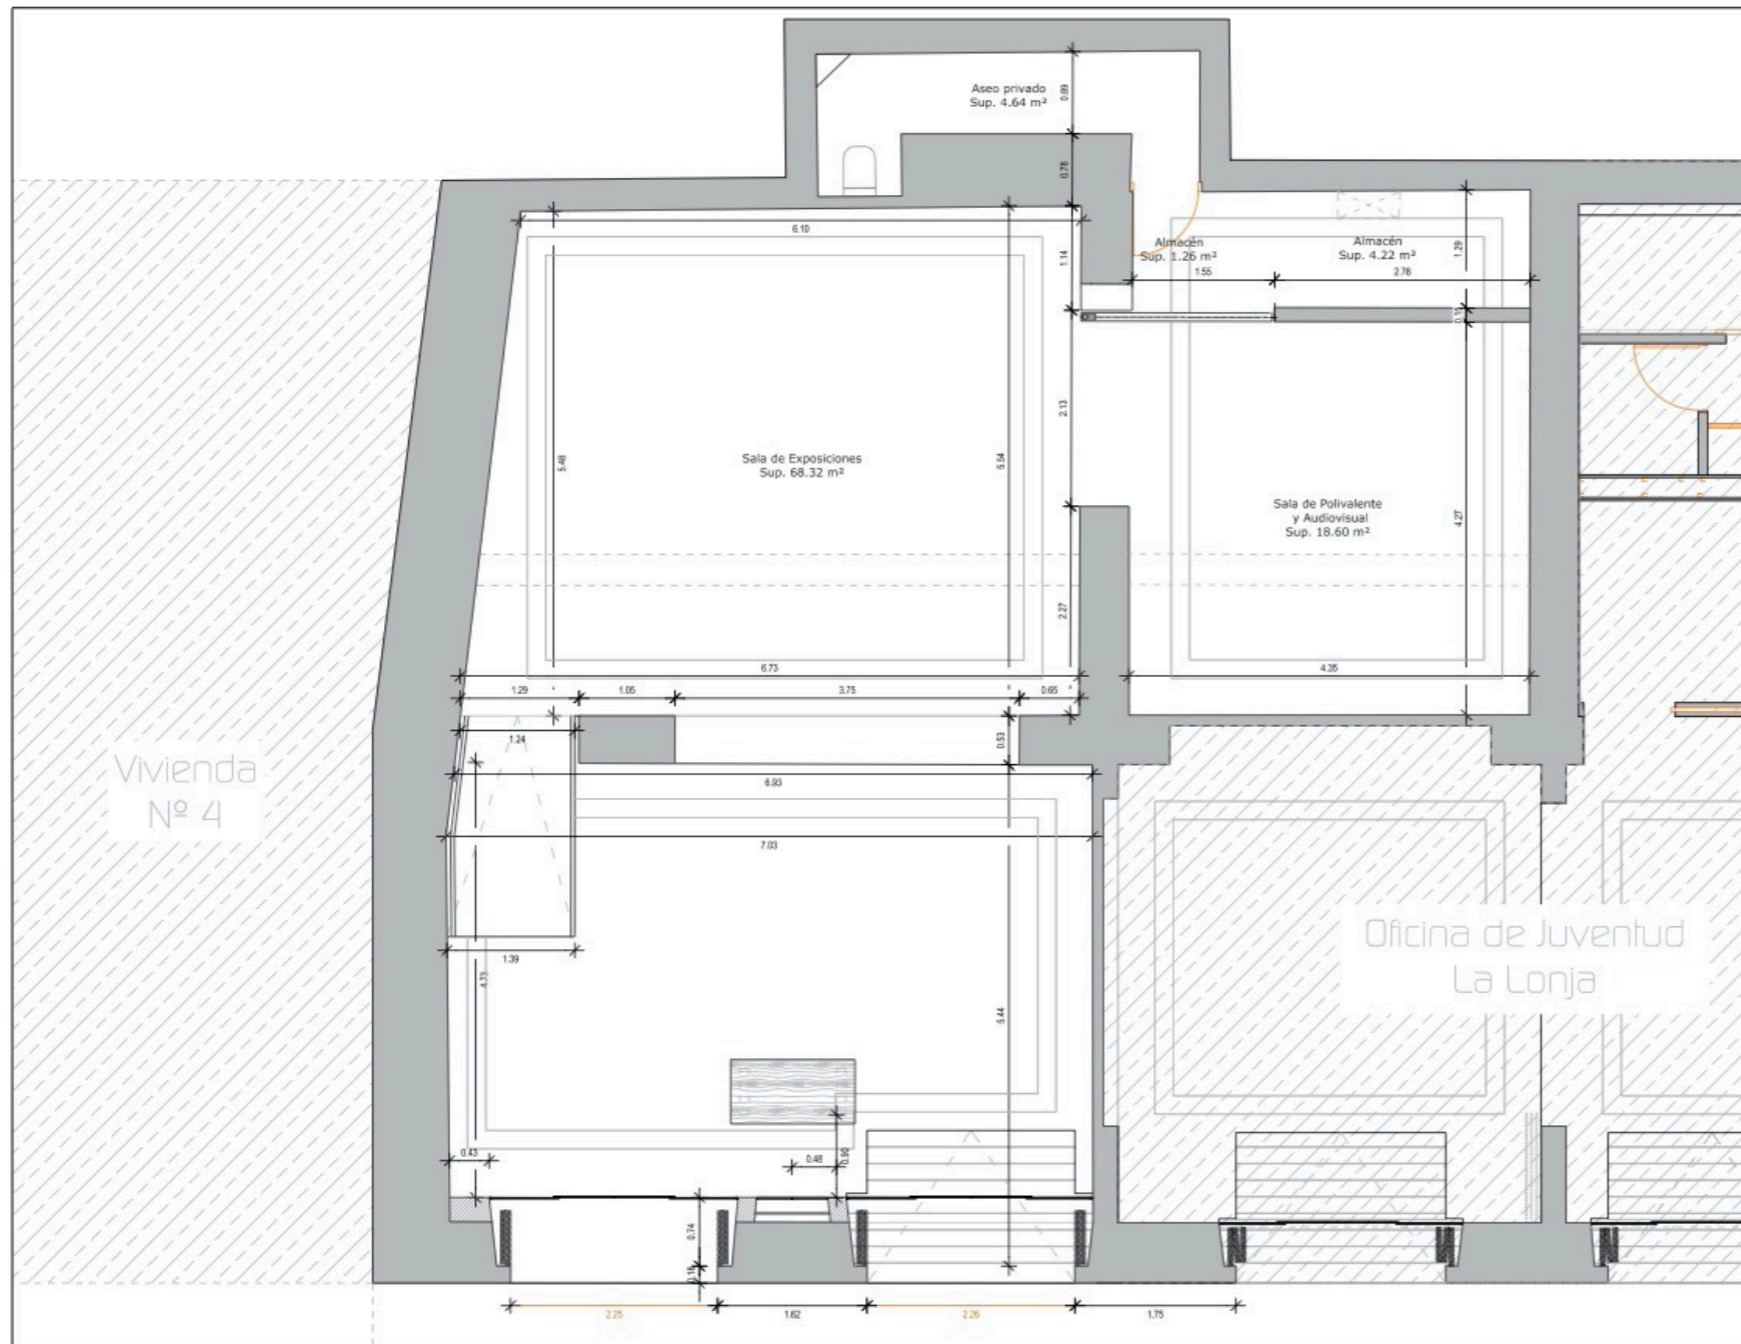 Aseo privado
Sup. 4.64 m²
0.89
0.78
6.10
1.14
Almacén
Sup. 1.26 m²
Almacén
Sup. 4.22 m²
1.29
1.55
2.78
2.13
Sala de Exposiciones
Sup. 68.32 m²
5.48
5.54
Sala de Polivalente
y Audiovisual
Sup. 18.60 m²
4.27
2.27
6.73
4.35
1.29
1.05
3.75
0.65
1.24
0.53
6.93
Vivienda
Nº 4
7.03
Oficina de Juventud
La Lonja
1.39
4.73
5.44
0.43
0.48
0.90
0.74
2.25
1.62
2.26
1.75